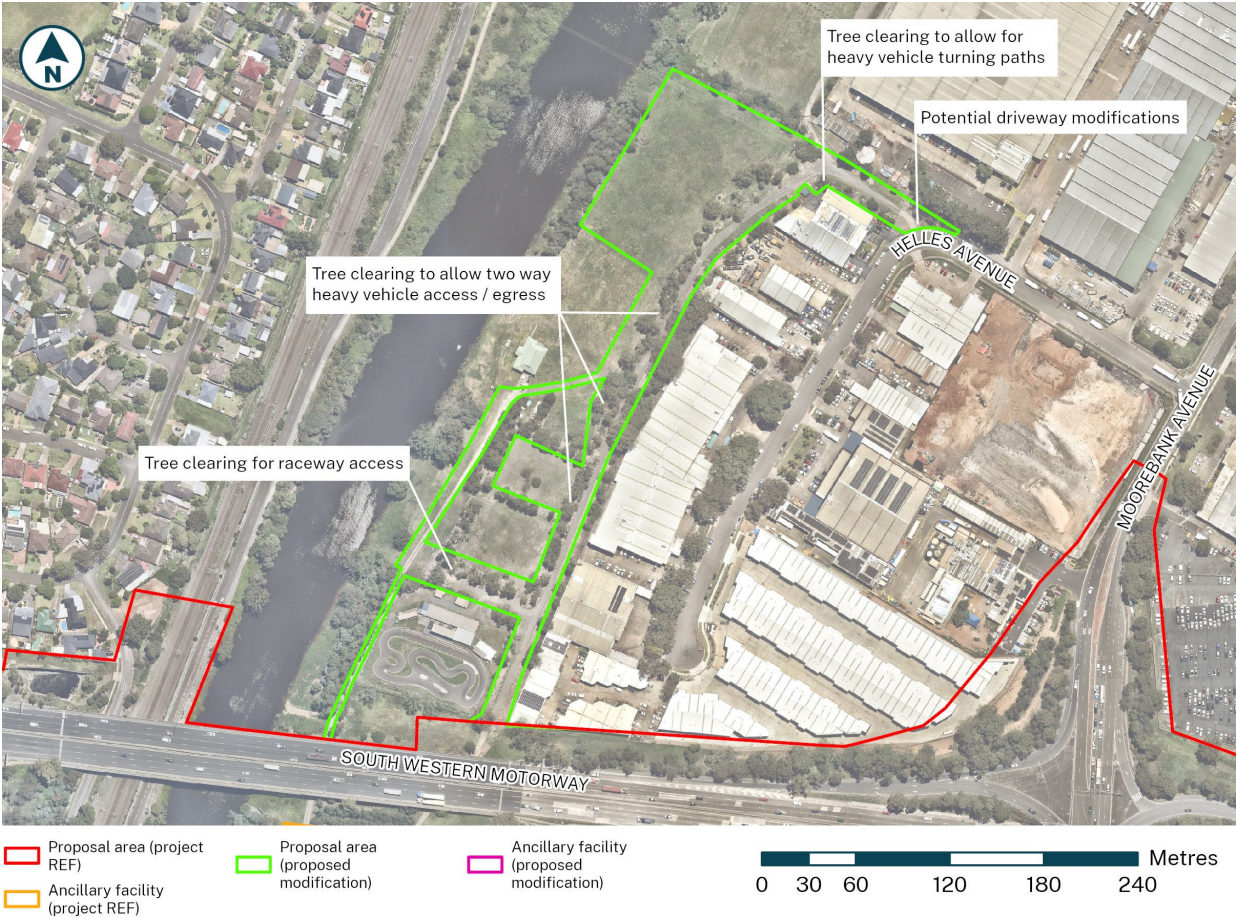 N
Tree clearing to allow for
heavy vehicle turning paths
Potential driveway modifications
HELLES AVENUE
Tree clearing to allow two way
heavy vehicle access / egress
MOOREBANK AVENUE
Tree clearing for raceway access
SOUTH WESTERN MOTORWAY
Proposal area (project
REF)
Ancillary facility
(project REF)
Proposal area
(proposed
modification)
Ancillary facility
(proposed
modification)
Metres
0 30 60 120 180 240